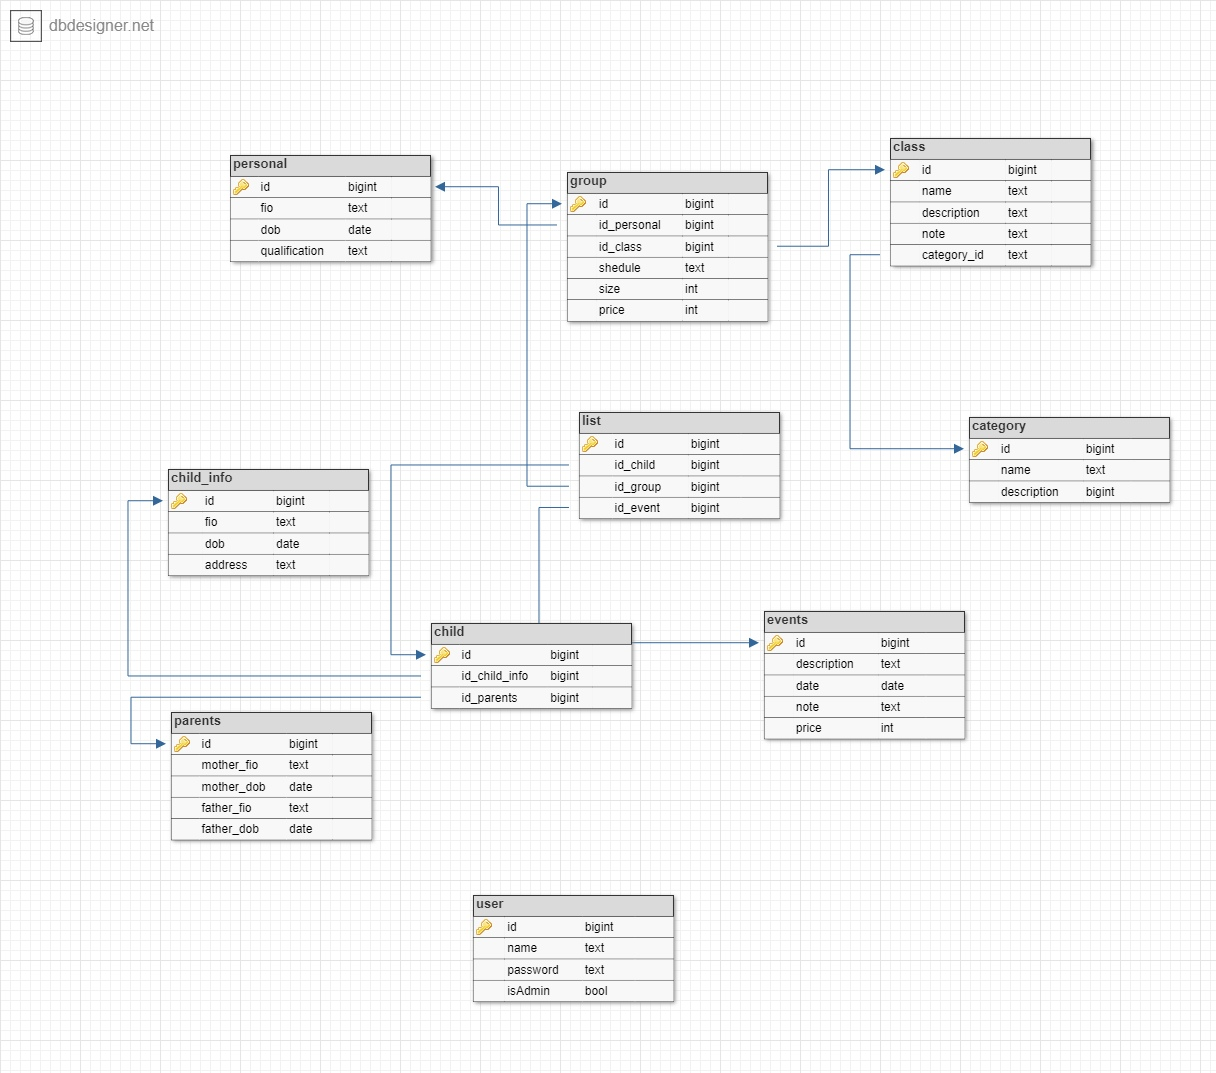 dbdesigner.net
personal
id bigint
fio text
dob date
qualification text
group
id bigint
id_personal bigint
id_class bigint
shedule text
size int
price int
class
id bigint
name text
description text
note text
category_id text
list
id bigint
id_child bigint
id_group bigint
id_event bigint
category
id bigint
name text
description bigint
child_info
id bigint
fio text
dob date
address text
child
id bigint
id_child_info bigint
id_parents bigint
events
id bigint
description text
date date
note text
price int
parents
id bigint
mother_fio text
mother_dob date
father_fio text
father_dob date
user
id bigint
name text
password text
isAdmin bool